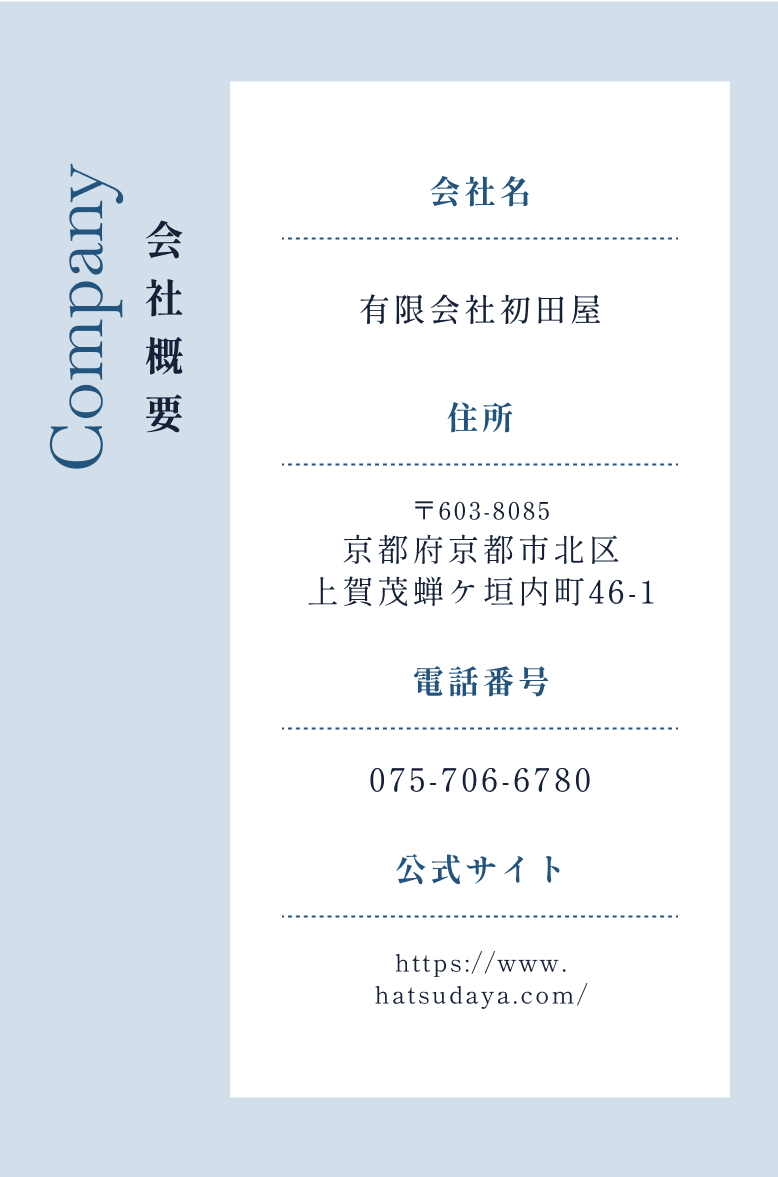 Company
会社概要
会社名
有限会社初田屋
住所
〒603-8085
京都府京都市北区
上賀茂蝉ケ垣内町46-1
電話番号
075-706-6780
公式サイト
https://www.
hatsudaya.com/